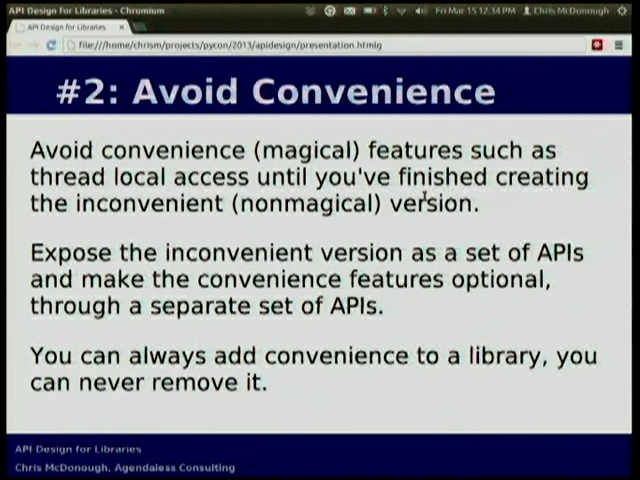 API Design for Libraries - Chromium
Fri Mar 15 12:34 PM
Chris McDonough
API Design for Libraries
file:///home/chrism/projects/pycon/2013/apidesign/presentation.html
#2: Avoid Convenience
Avoid convenience (magical) features such as
thread local access until you've finished creating
the inconvenient (nonmagical) version.
Expose the inconvenient version as a set of APIs
and make the convenience features optional,
through a separate set of APIs.
You can always add convenience to a library, you
can never remove it.
API Design for Libraries
Chris McDonough, Agendaless Consulting